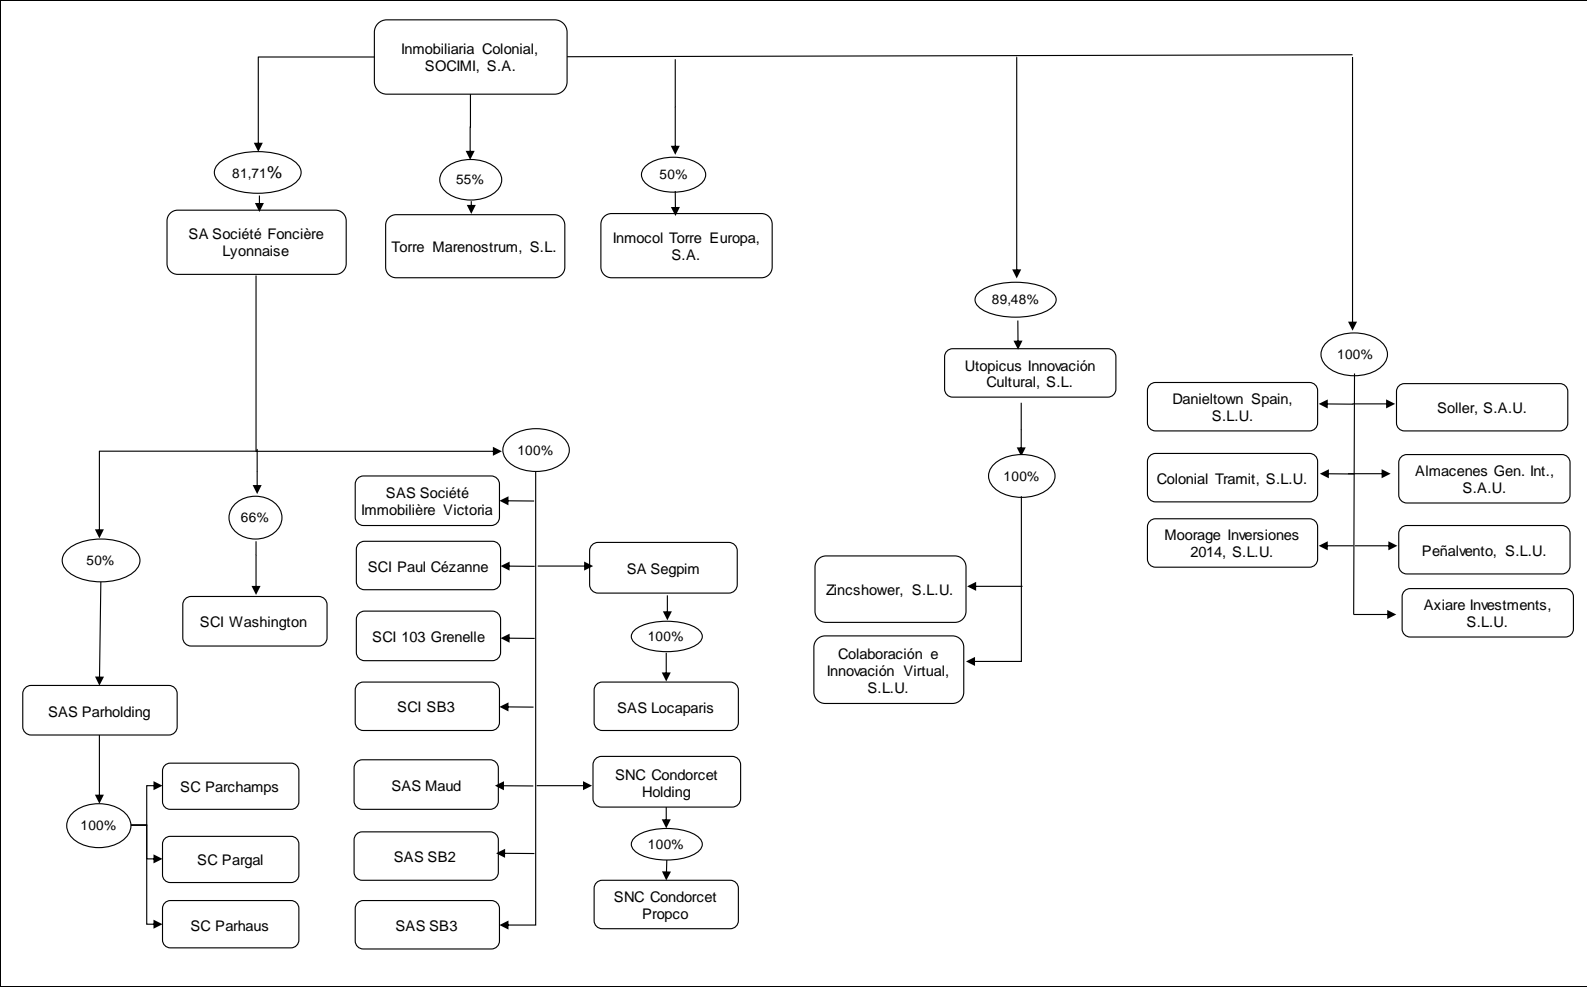 Inmobiliaria Colonial,
SOCIMI, S.A.
81,71%
55%
50%
SA Société Foncière
Lyonnaise
Torre Marenostrum, S.L.
Inmocol Torre Europa,
S.A.
89,48%
Utopicus Innovación
Cultural, S.L.
100%
100%
Danieltown Spain,
S.L.U.
Soller, S.A.U.
Colonial Tramit, S.L.U.
Almacenes Gen. Int.,
S.A.U.
Moorage Inversiones
2014, S.L.U.
Peñalvento, S.L.U.
Axiare Investments,
S.L.U.
Zincshower, S.L.U.
Colaboración e
Innovación Virtual,
S.L.U.
100%
66%
50%
SAS Société
Immobilière Victoria
SCI Paul Cézanne
SA Segpim
SCI Washington
SCI 103 Grenelle
100%
SCI SB3
SAS Locaparis
SAS Parholding
SAS Maud
SNC Condorcet
Holding
SC Parchamps
100%
SC Pargal
SC Parhaus
SAS SB2
100%
SAS SB3
SNC Condorcet
Propco